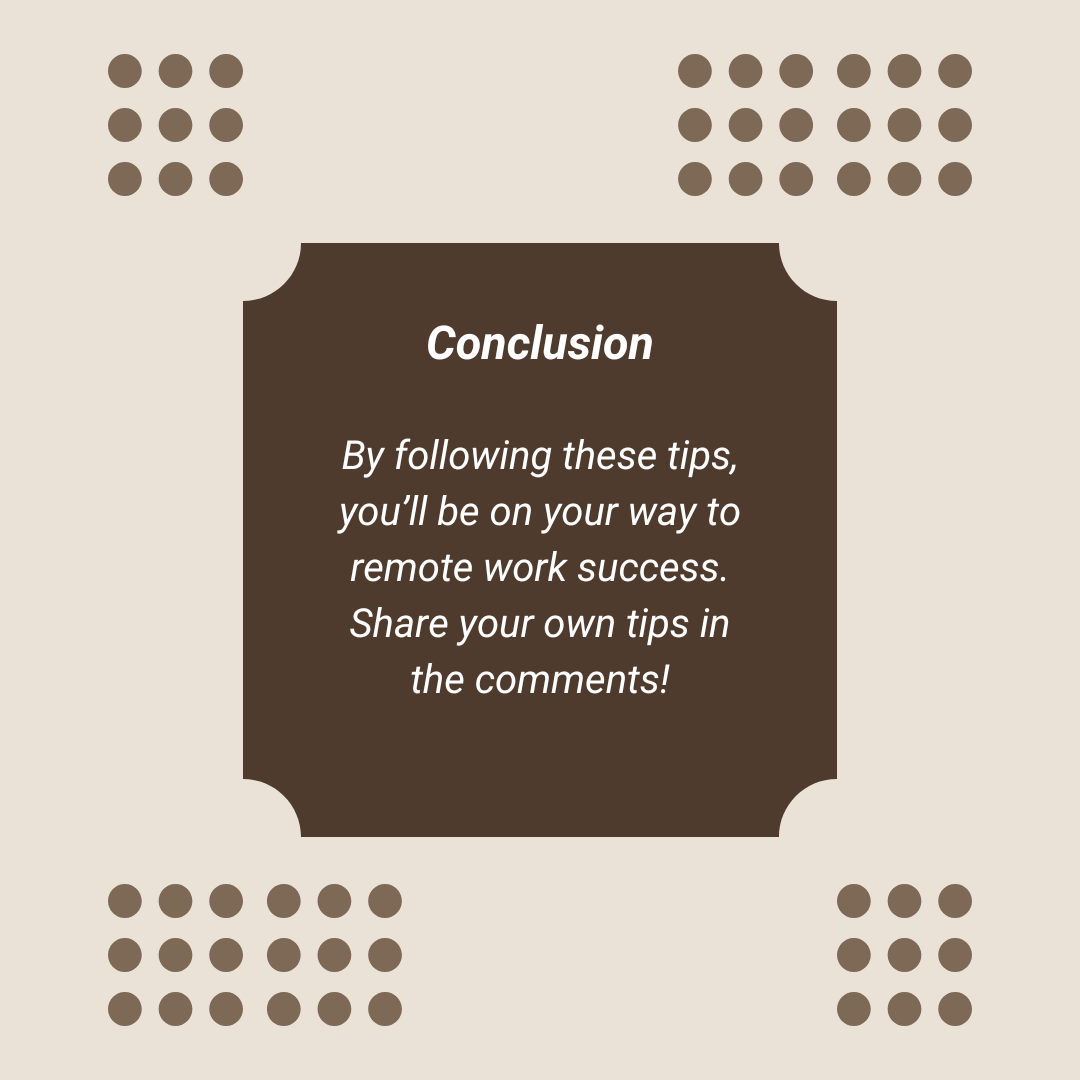 Conclusion
By following these tips,
you’ll be on your way to
remote work success.
Share your own tips in
the comments!